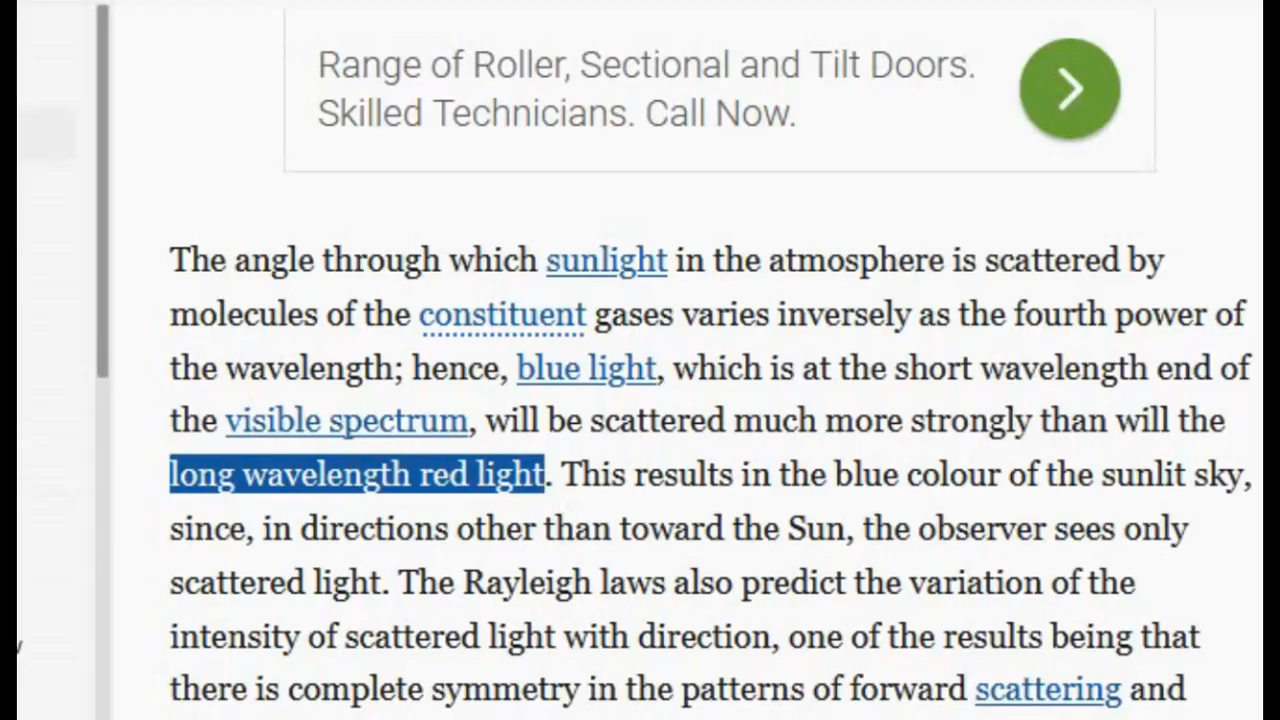 Range of Roller, Sectional and Tilt Doors.
Skilled Technicians. Call Now.
The angle through which sunlight in the atmosphere is scattered by
molecules of the constituent gases varies inversely as the fourth power of
the wavelength; hence, blue light, which is at the short wavelength end of
the visible spectrum, will be scattered much more strongly than will the
long wavelength red light. This results in the blue colour of the sunlit sky,
since, in directions other than toward the Sun, the observer sees only
scattered light. The Rayleigh laws also predict the variation of the
intensity of scattered light with direction, one of the results being that
there is complete symmetry in the patterns of forward scattering and